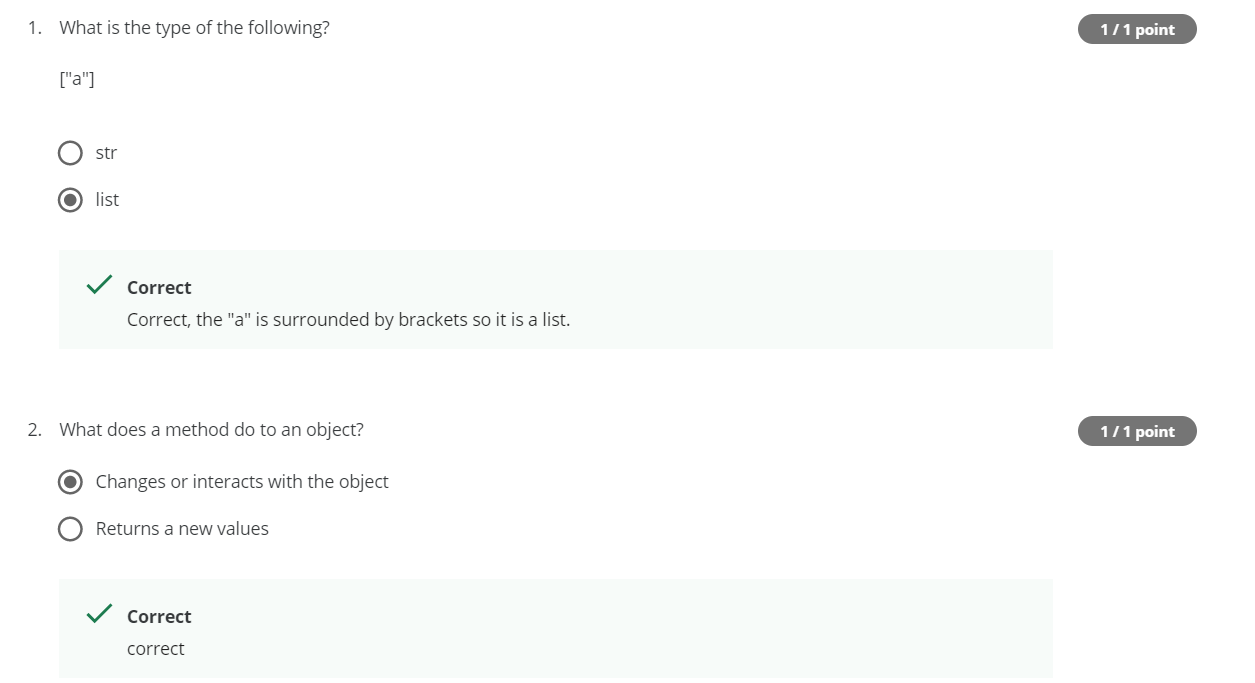 1. What is the type of the following?
1 / 1 point
["a"]
str
list
Correct
Correct, the "a" is surrounded by brackets so it is a list.
2. What does a method do to an object?
1 / 1 point
Changes or interacts with the object
Returns a new values
Correct
correct